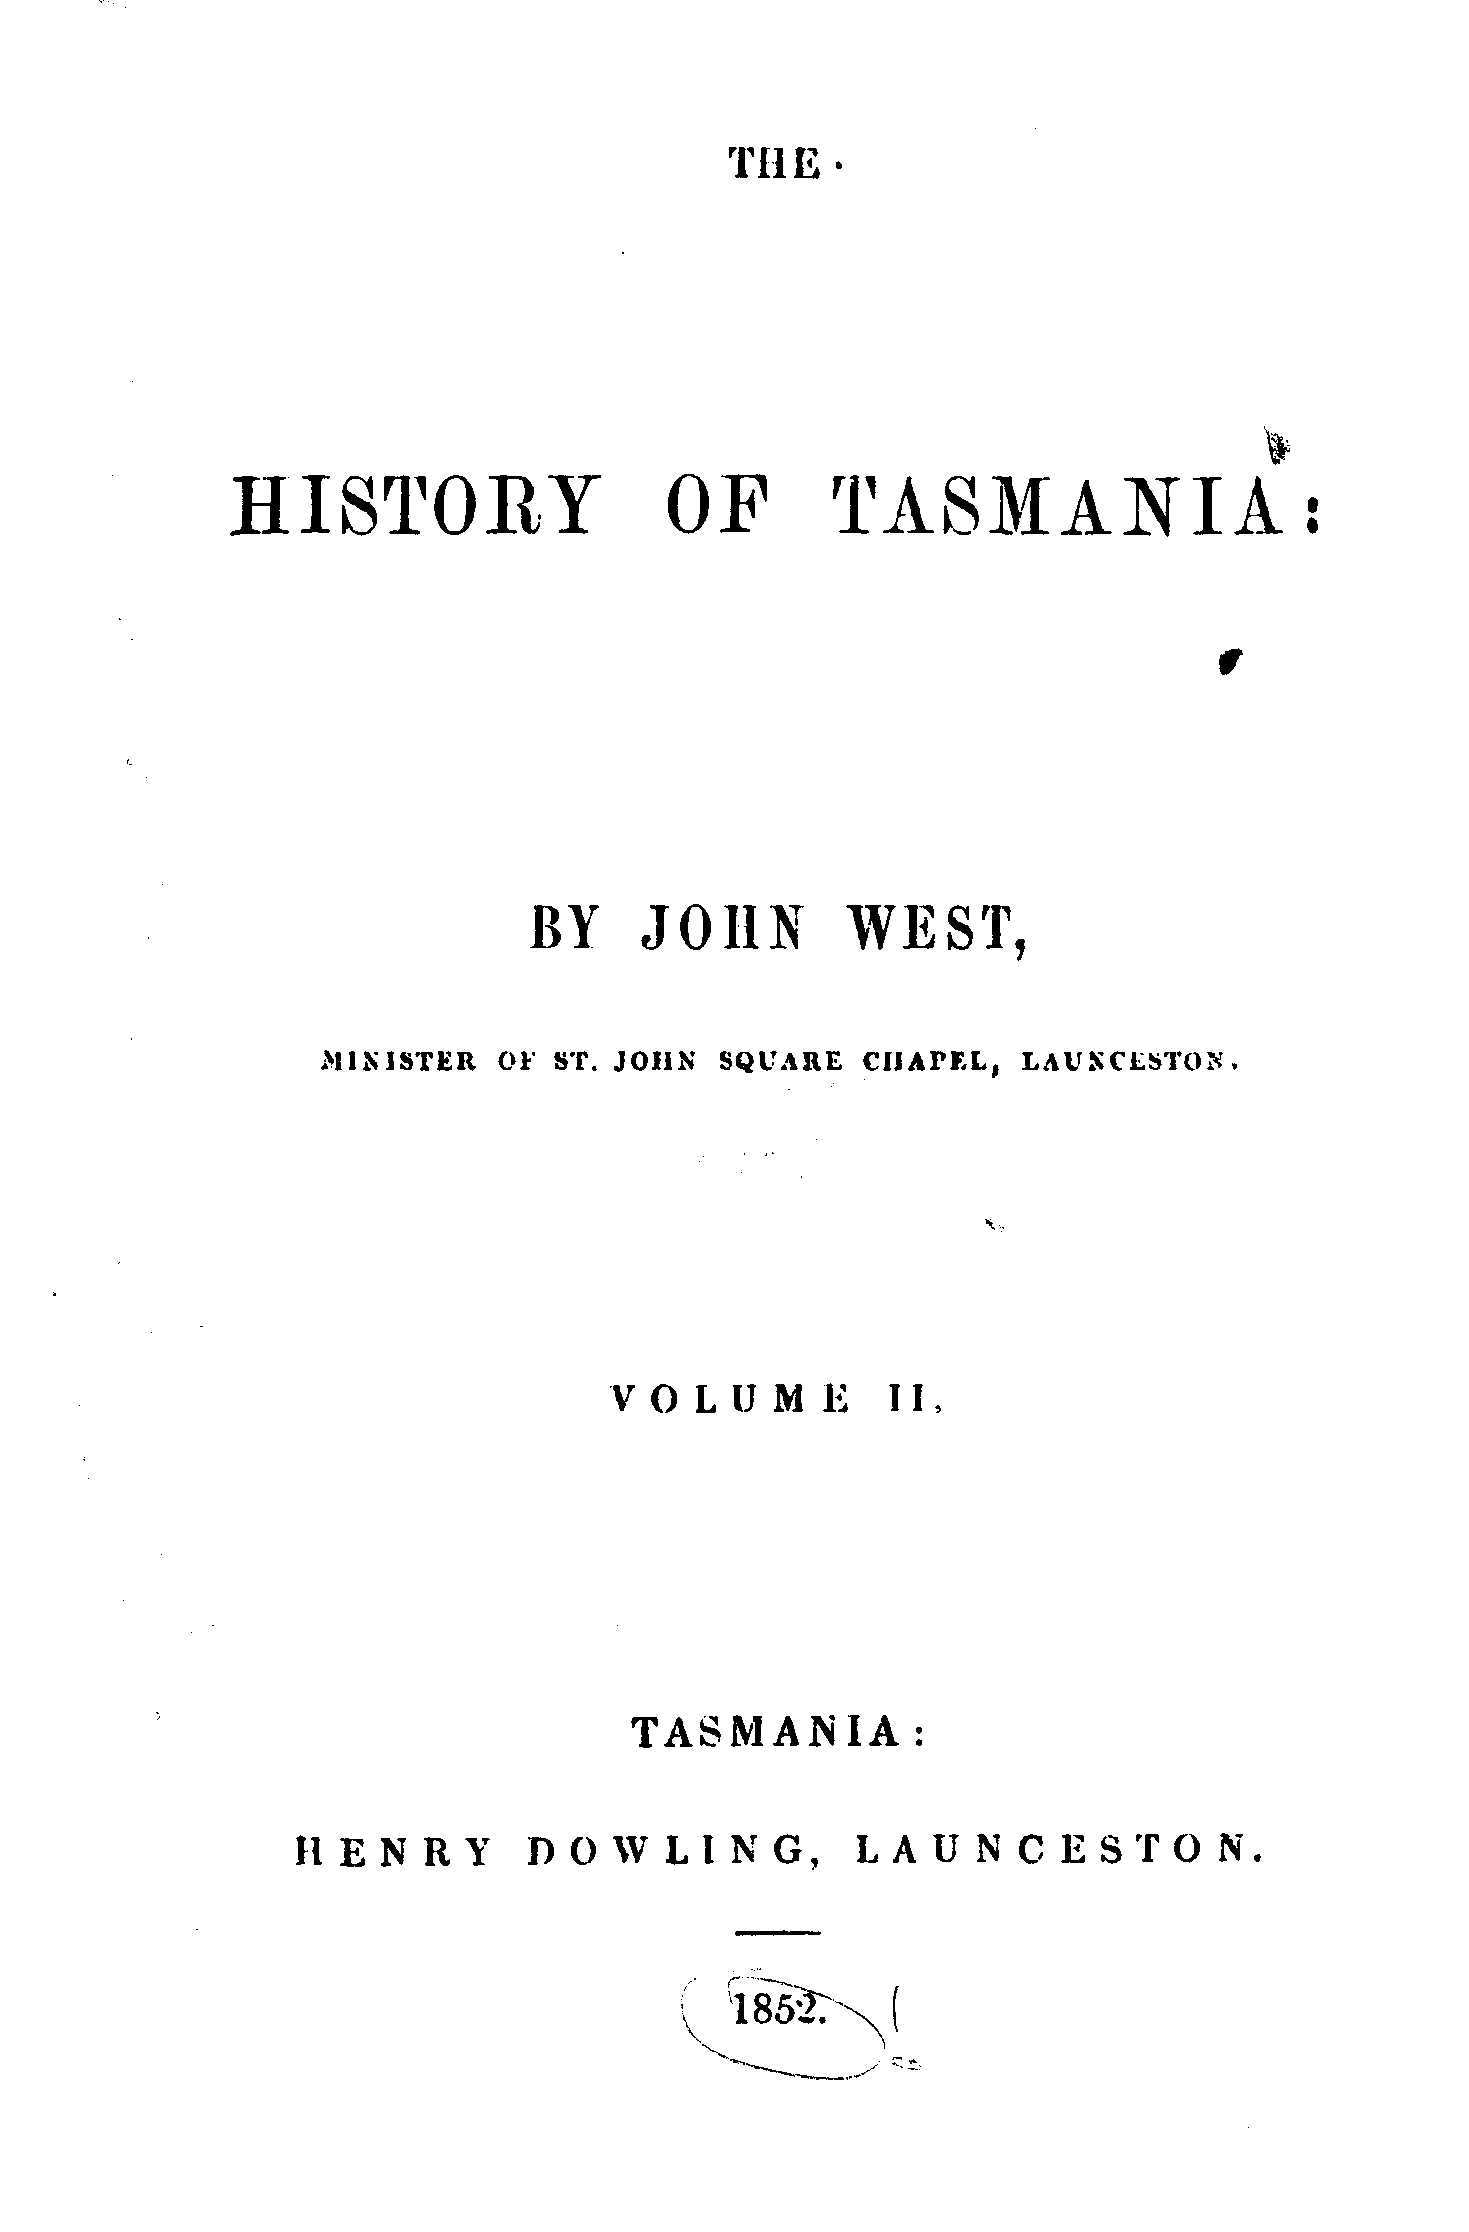 THE
HISTORY OF TASMANIA:
BY JOHN WEST,
MINISTER OF ST. JOHN SQUARE CHAPEL, LAUNCESTON.
VOLUME II.
TASMANIA:
HENRY DOWLING, LAUNCESTON.
1852.